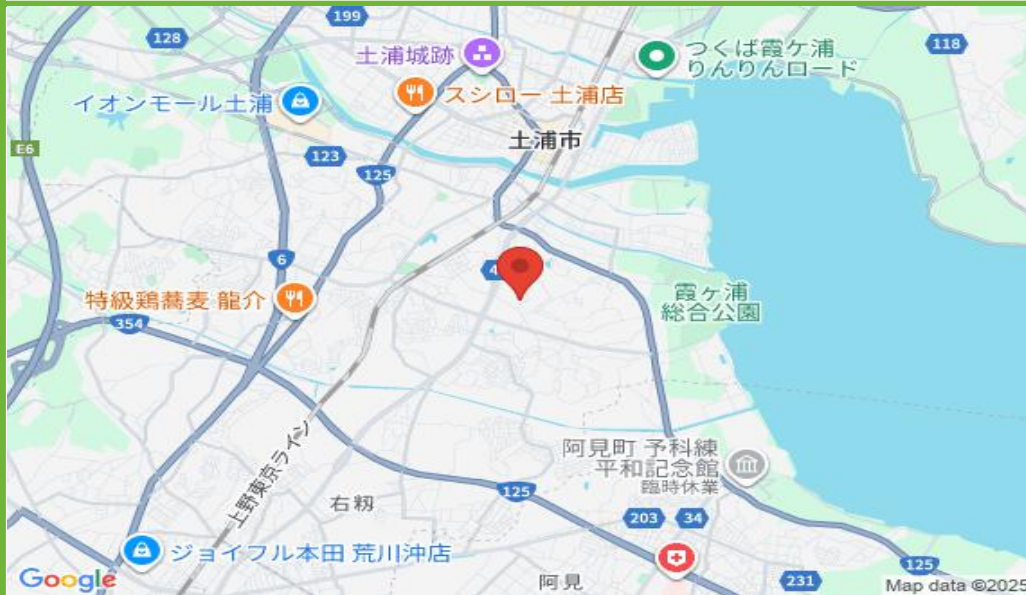 199
128
118
土浦城跡
つくば霞ケ浦
りんりんロード
イオンモール土浦
スシロー 土浦店
土浦市
E6
123
125
6
4
霞ヶ浦
総合公園
特級鶏蕎麦 龍介
354
上野東京ライン
阿見町 予科練
平和記念館
臨時休業
125
右籾
203
34
ジョイフル本田 荒川沖店
125
Google
阿見
231
Map data ©2025